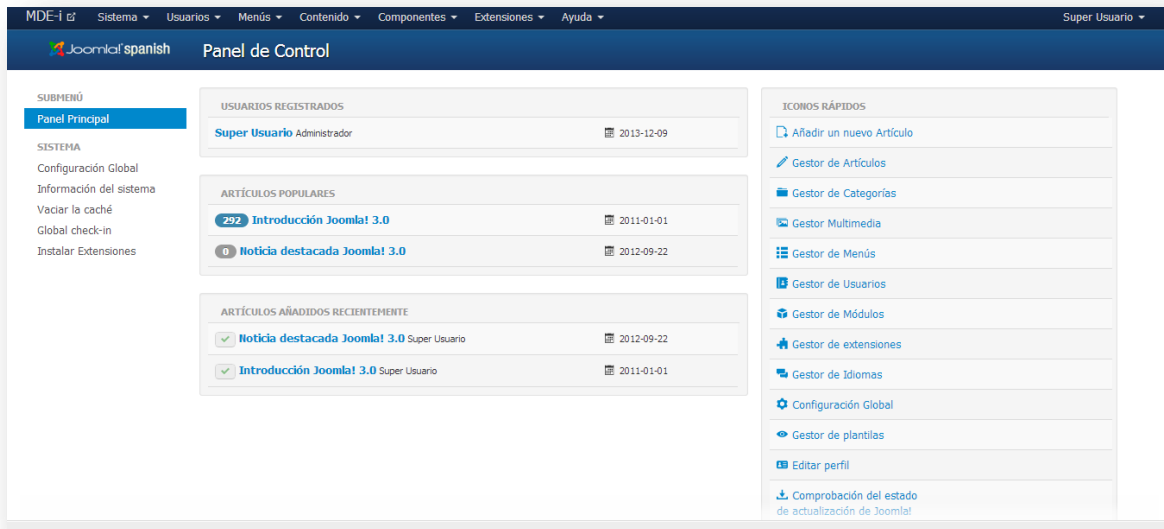 MDE-i Sistema Usuarios Menús Contenido Componentes Extensiones Ayuda Super Usuario
Joomla! spanish Panel de Control
SUBMENÚ
Panel Principal
SISTEMA
Configuración Global
Información del sistema
Vaciar la caché
Global check-in
Instalar Extensiones
USUARIOS REGISTRADOS
Super Usuario Administrador 2013-12-09
ARTÍCULOS POPULARES
292 Introducción Joomla! 3.0 2011-01-01
0 Noticia destacada Joomla! 3.0 2012-09-22
ARTÍCULOS AÑADIDOS RECIENTEMENTE
Noticia destacada Joomla! 3.0 Super Usuario 2012-09-22
Introducción Joomla! 3.0 Super Usuario 2011-01-01
ICONOS RÁPIDOS
Añadir un nuevo Artículo
Gestor de Artículos
Gestor de Categorías
Gestor Multimedia
Gestor de Menús
Gestor de Usuarios
Gestor de Módulos
Gestor de extensiones
Gestor de Idiomas
Configuración Global
Gestor de plantilas
Editar perfil
Comprobación del estado
de actualización de Joomla!